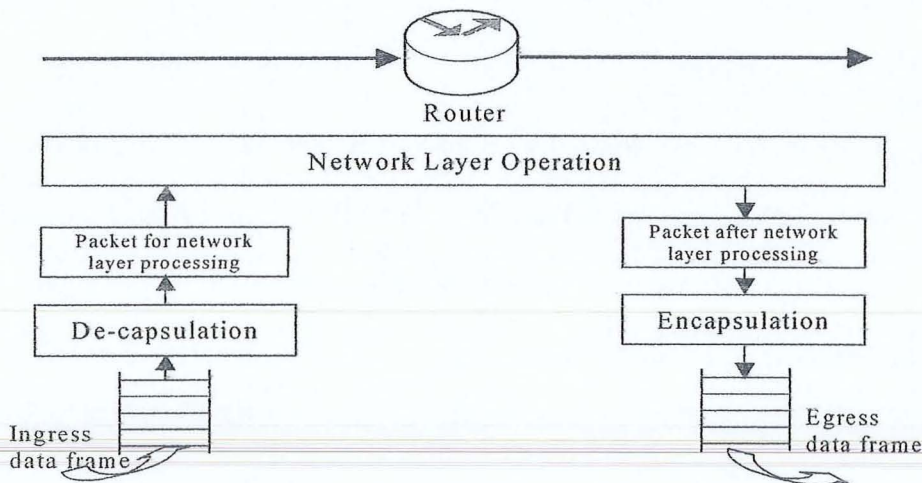 Router
Network Layer Operation
Packet for network
layer processing
Packet after network
layer processing
De-capsulation
Encapsulation
Ingress
data frame
Egress
data frame